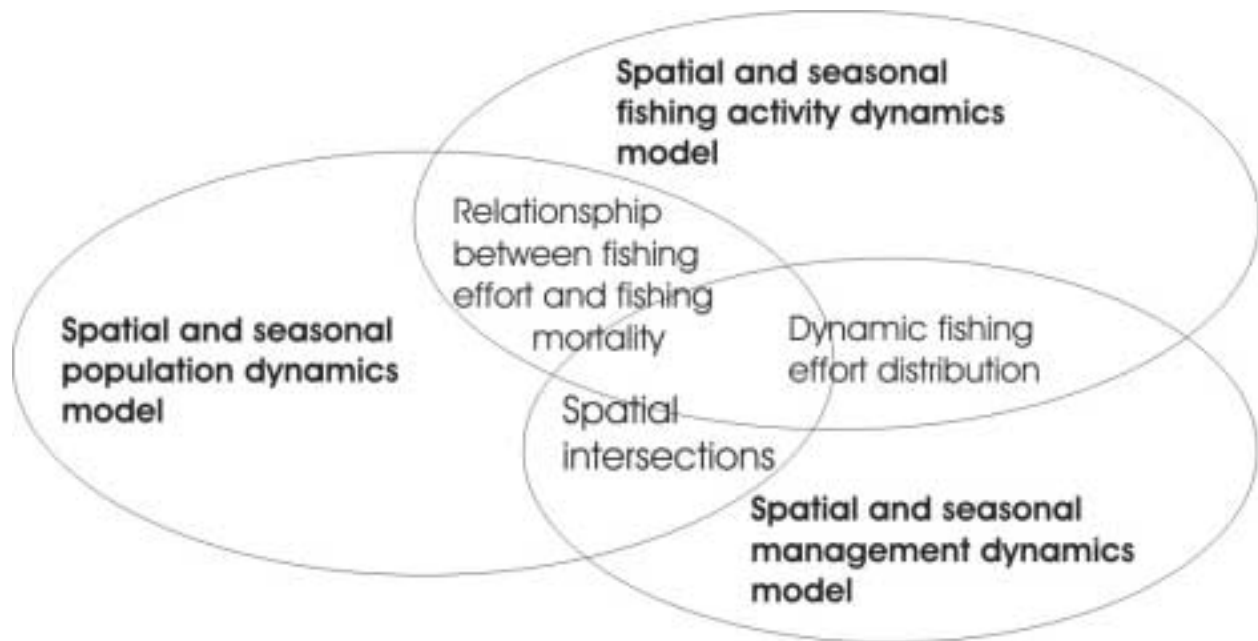 Spatial and seasonal
fishing activity dynamics
model
Relationsphip
between fishing
effort and fishing
mortality
Spatial and seasonal
population dynamics
model
Dynamic fishing
effort distribution
Spatial
intersections
Spatial and seasonal
management dynamics
model